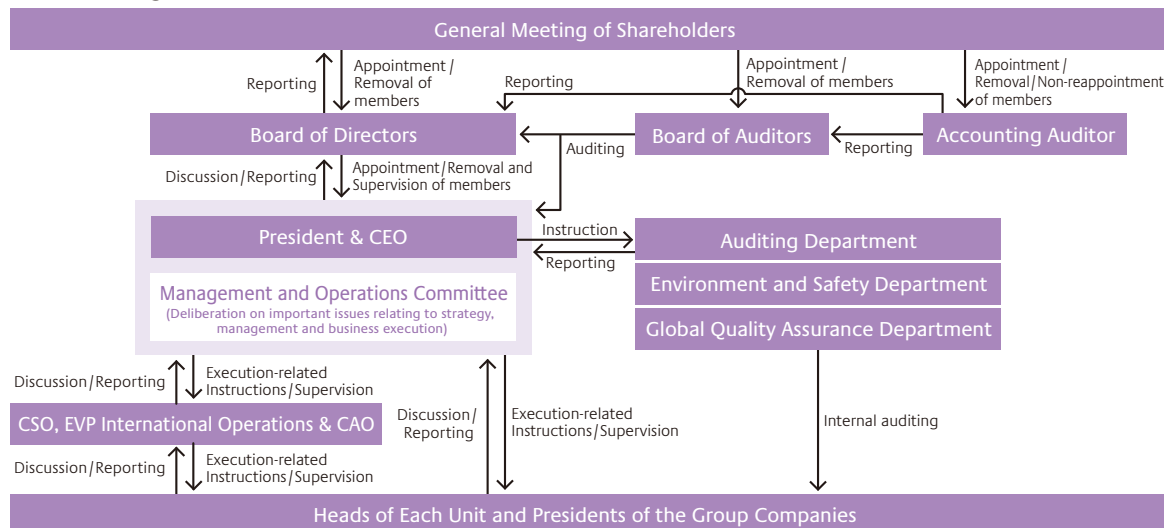 General Meeting of Shareholders
Reporting
Appointment/
Removal of
members
Reporting
Appointment/
Removal of members
Appointment/
Removal/Non-reappointment
of members
Board of Directors
Auditing
Board of Auditors
Reporting
Accounting Auditor
Discussion/Reporting
Appointment/Removal and
Supervision of members
President & CEO
Instruction
Reporting
Auditing Department
Management and Operations Committee
(Deliberation on important issues relating to strategy,
management and business execution)
Environment and Safety Department
Global Quality Assurance Department
Discussion/Reporting
Execution-related
Instructions/Supervision
CSO, EVP International Operations & CAO
Discussion/
Reporting
Execution-related
Instructions/Supervision
Internal auditing
Discussion/Reporting
Execution-related
Instructions/Supervision
Heads of Each Unit and Presidents of the Group Companies